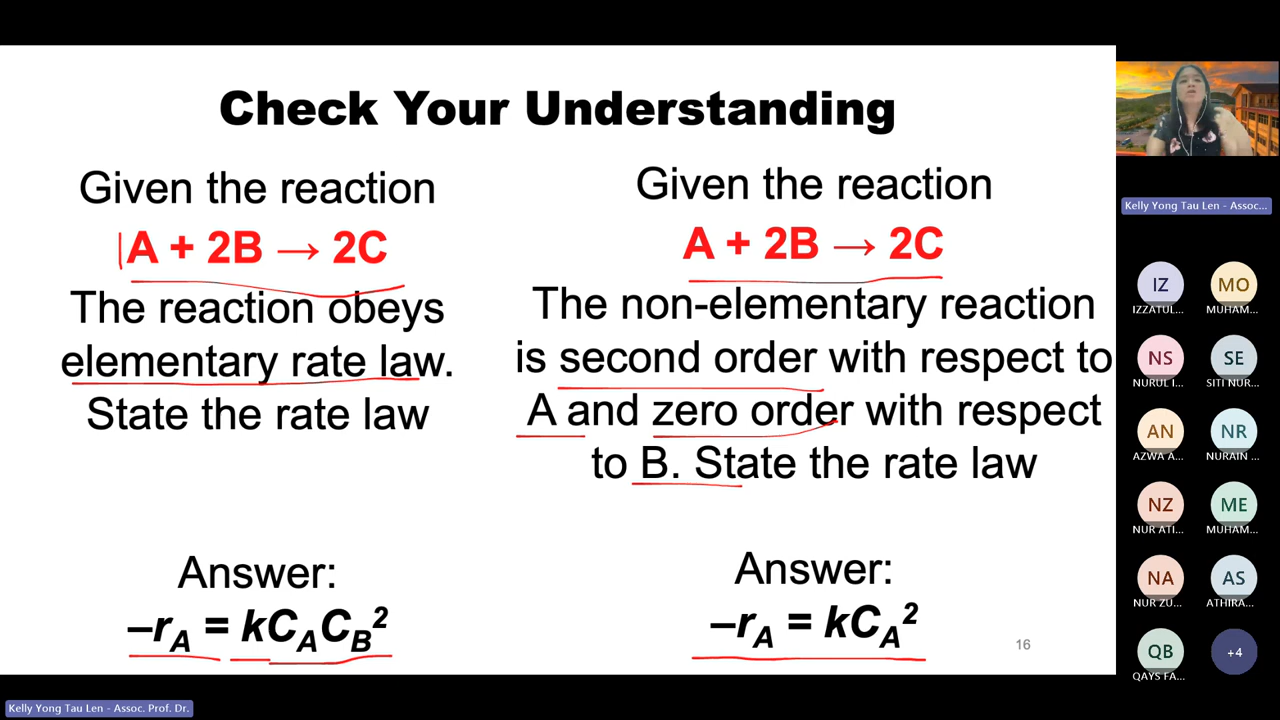 Check Your Understanding
Given the reaction
A + 2B → 2C
The reaction obeys
elementary rate law.
State the rate law
Answer:
–rA = kCACB²
Given the reaction
A + 2B → 2C
The non-elementary reaction
is second order with respect to
A and zero order with respect
to B. State the rate law
Answer:
–rA = kCA²
16
Kelly Yong Tau Len - Assoc...
IZ
IZZATUL...
MO
MUHAM...
NS
NURUL I...
SE
SITI NUR...
AN
AZWA A...
NR
NURAIN ...
NZ
NUR ATI...
ME
MUHAM...
NA
NUR ZU...
AS
ATHIRA...
QB
QAYS FA...
+4
Kelly Yong Tau Len - Assoc. Prof. Dr.